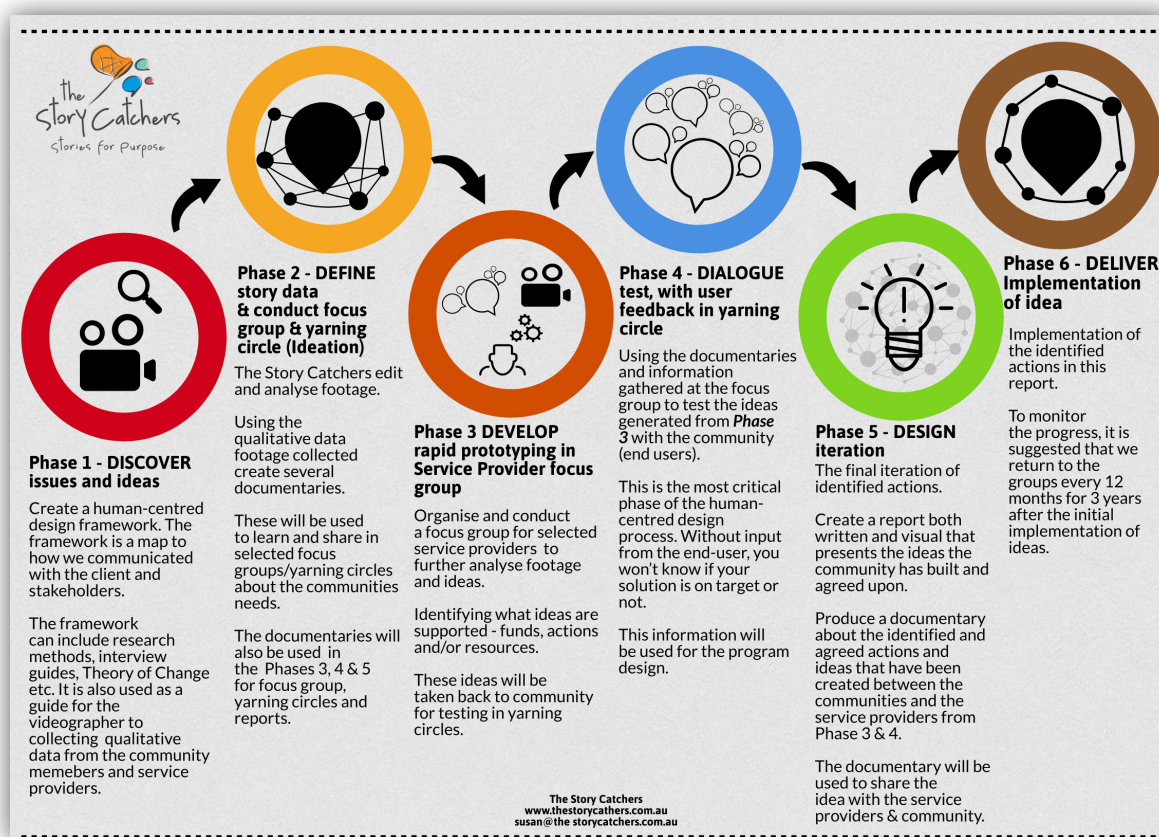 the
Story Catchers
Stories for Purpose
Phase 1 - DISCOVER
issues and ideas
Create a human-centred
design framework. The
framework is a map to
how we communicated
with the client and
stakeholders.
The framework
can include research
methods, interview
guides, Theory of Change
etc. It is also used as a
guide for the
videographer to
collecting qualitative
data from the community
memebers and service
providers.
Phase 2 - DEFINE
story data
& conduct focus
group & yarning
circle (Ideation)
The Story Catchers edit
and analyse footage.
Using the
qualitative data
footage collected
create several
documentaries.
These will be used
to learn and share in
selected focus
groups/yarning circles
about the communities
needs.
The documentaries will
also be used in
the Phases 3, 4 & 5
for focus group,
yarning circles and
reports.
Phase 3 DEVELOP
rapid prototyping in
Service Provider focus
group
Organise and conduct
a focus group for selected
service providers to
further analyse footage
and ideas.
Identifying what ideas are
supported - funds, actions
and/or resources.
These ideas will be
taken back to community
for testing in yarning
circles.
Phase 4 - DIALOGUE
test, with user
feedback in yarning
circle
Using the documentaries
and information
gathered at the focus
group to test the ideas
generated from Phase
3 with the community
(end users).
This is the most critical
phase of the human-
centred design
process. Without input
from the end-user, you
won't know if your
solution is on target or
not.
This information will
be used for the program
design.
Phase 5 - DESIGN
iteration
The final iteration of
identified actions.
Create a report both
written and visual that
presents the ideas the
community has built and
agreed upon.
Produce a documentary
about the identified and
agreed actions and
ideas that have been
created between the
communities and the
service providers from
Phase 3 & 4.
The documentary will be
used to share the
idea with the service
providers & community.
Phase 6 - DELIVER
Implementation
of idea
Implementation of
the identified
actions in this
report.
To monitor
the progress, it is
suggested that we
return to the
groups every 12
months for 3 years
after the initial
implementation of
ideas.
The Story Catchers
www.thestorycathers.com.au
susan@the storycatchers.com.au